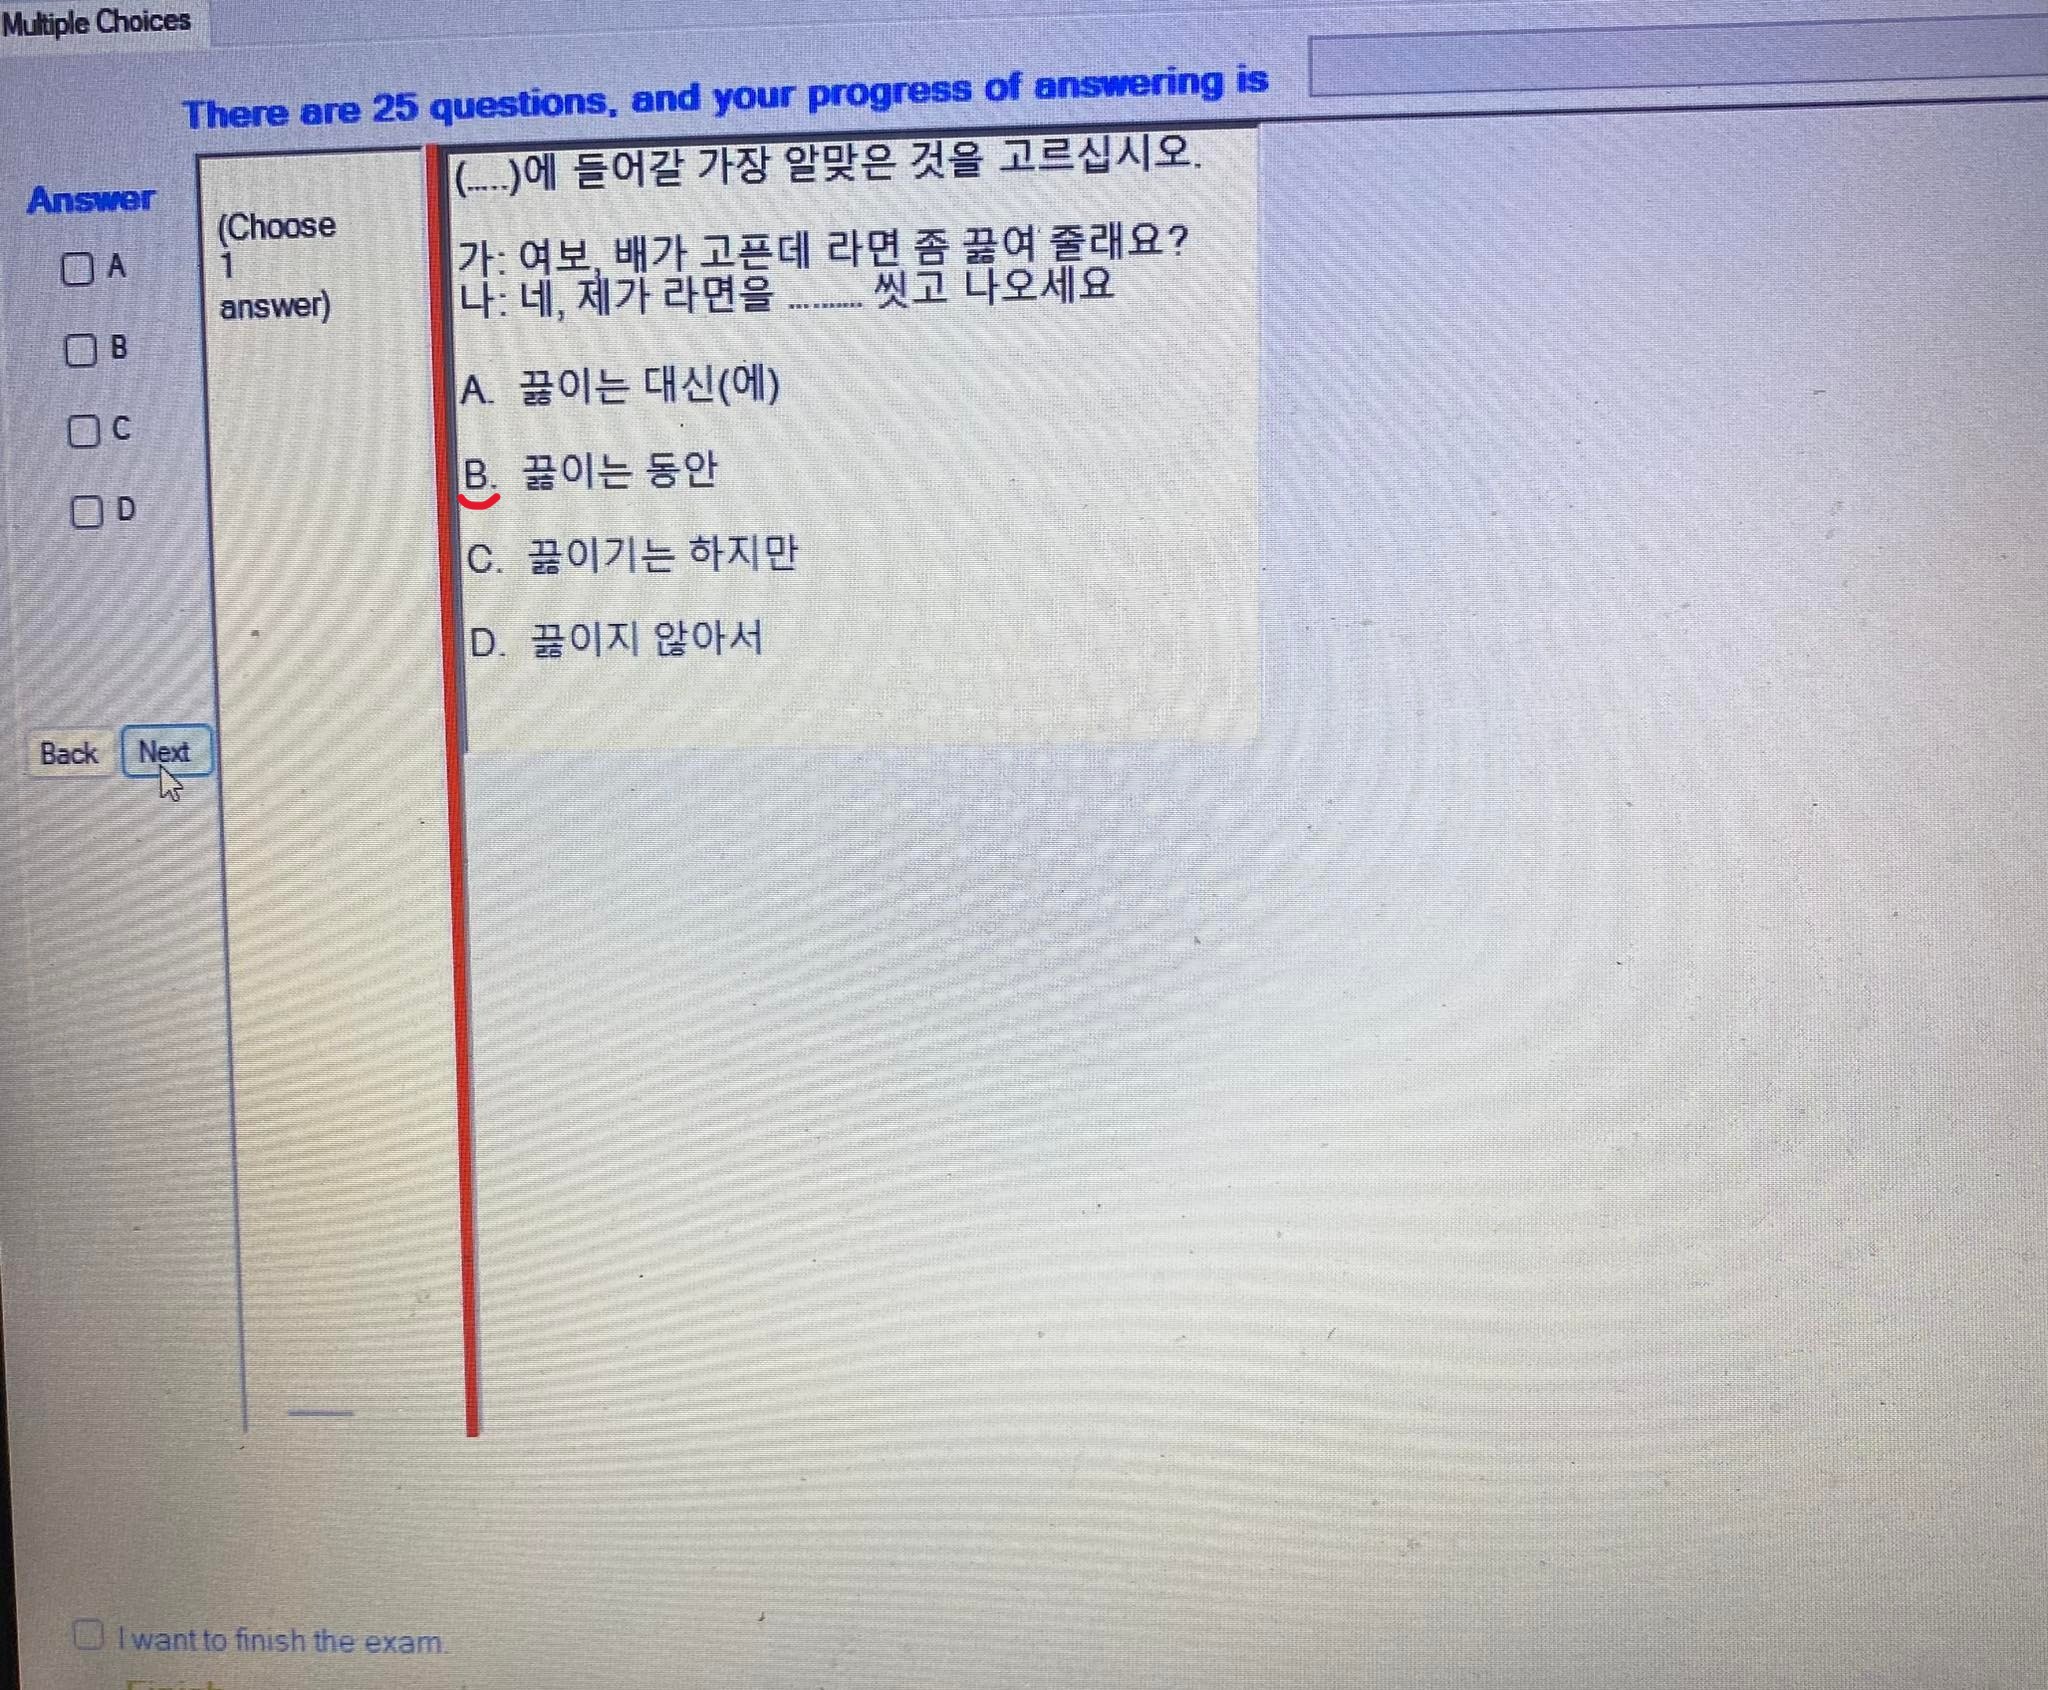 Multiple Choices
There are 25 questions, and your progress of answering is
Answer
A
B
C
D
(Choose
1
answer)
(.....)에 들어갈 가장 알맞은 것을 고르십시오.
가: 여보, 배가 고픈데 라면 좀 끓여 줄래요?
나: 네, 제가 라면을 .......... 씻고 나오세요
A. 끓이는 대신(에)
B. 끓이는 동안
C. 끓이기는 하지만
D. 끓이지 않아서
Back
Next
I want to finish the exam.